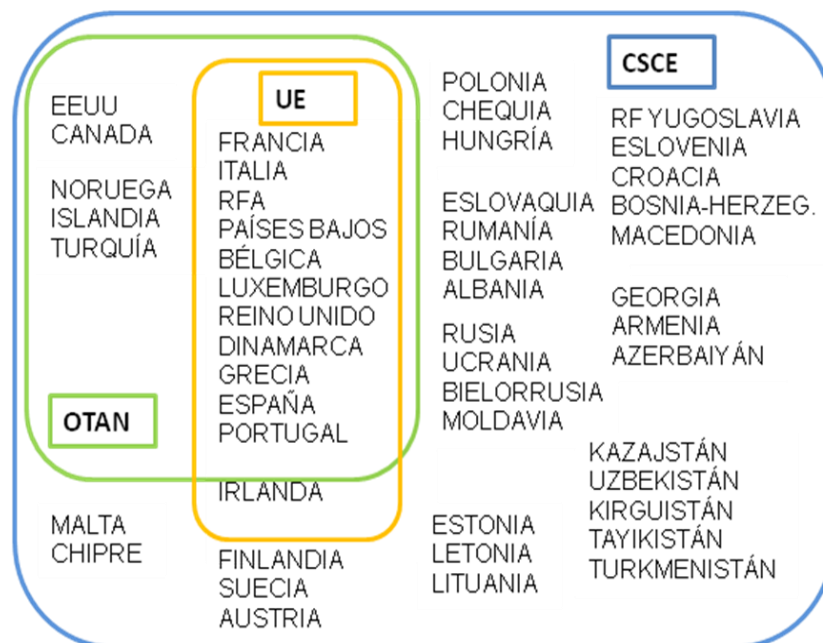 EEUU
CANADA
NORUEGA
ISLANDIA
TURQUÍA
OTAN
MALTA
CHIPRE
UE
FRANCIA
ITALIA
RFA
PAÍSES BAJOS
BÉLGICA
LUXEMBURGO
REINO UNIDO
DINAMARCA
GRECIA
ESPAÑA
PORTUGAL
IRLANDA
FINLANDIA
SUECIA
AUSTRIA
POLONIA
CHEQUIA
HUNGRÍA
ESLOVAQUIA
RUMANÍA
BULGARIA
ALBANIA
RUSIA
UCRANIA
BIELORRUSIA
MOLDAVIA
ESTONIA
LETONIA
LITUANIA
CSCE
RF YUGOSLAVIA
ESLOVENIA
CROACIA
BOSNIA-HERZEG.
MACEDONIA
GEORGIA
ARMENIA
AZERBAIYÁN
KAZAJSTÁN
UZBEKISTÁN
KIRGUISTÁN
TAYIKISTÁN
TURKMENISTÁN